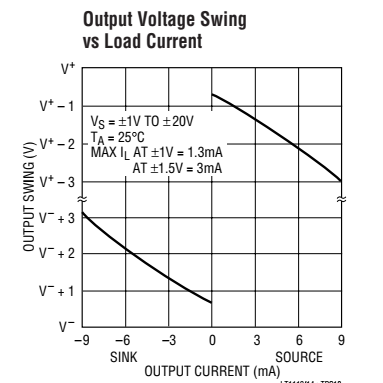 Output Voltage Swing
vs Load Current
V+
V+ – 1
V+ – 2
V+ – 3
V– + 3
V– + 2
V– + 1
V–
OUTPUT SWING (V)
VS = ±1V TO ±20V
TA = 25°C
MAX IL AT ±1V = 1.3mA
AT ±1.5V = 3mA
–9 –6 –3 0 3 6 9
SINK SOURCE
OUTPUT CURRENT (mA)